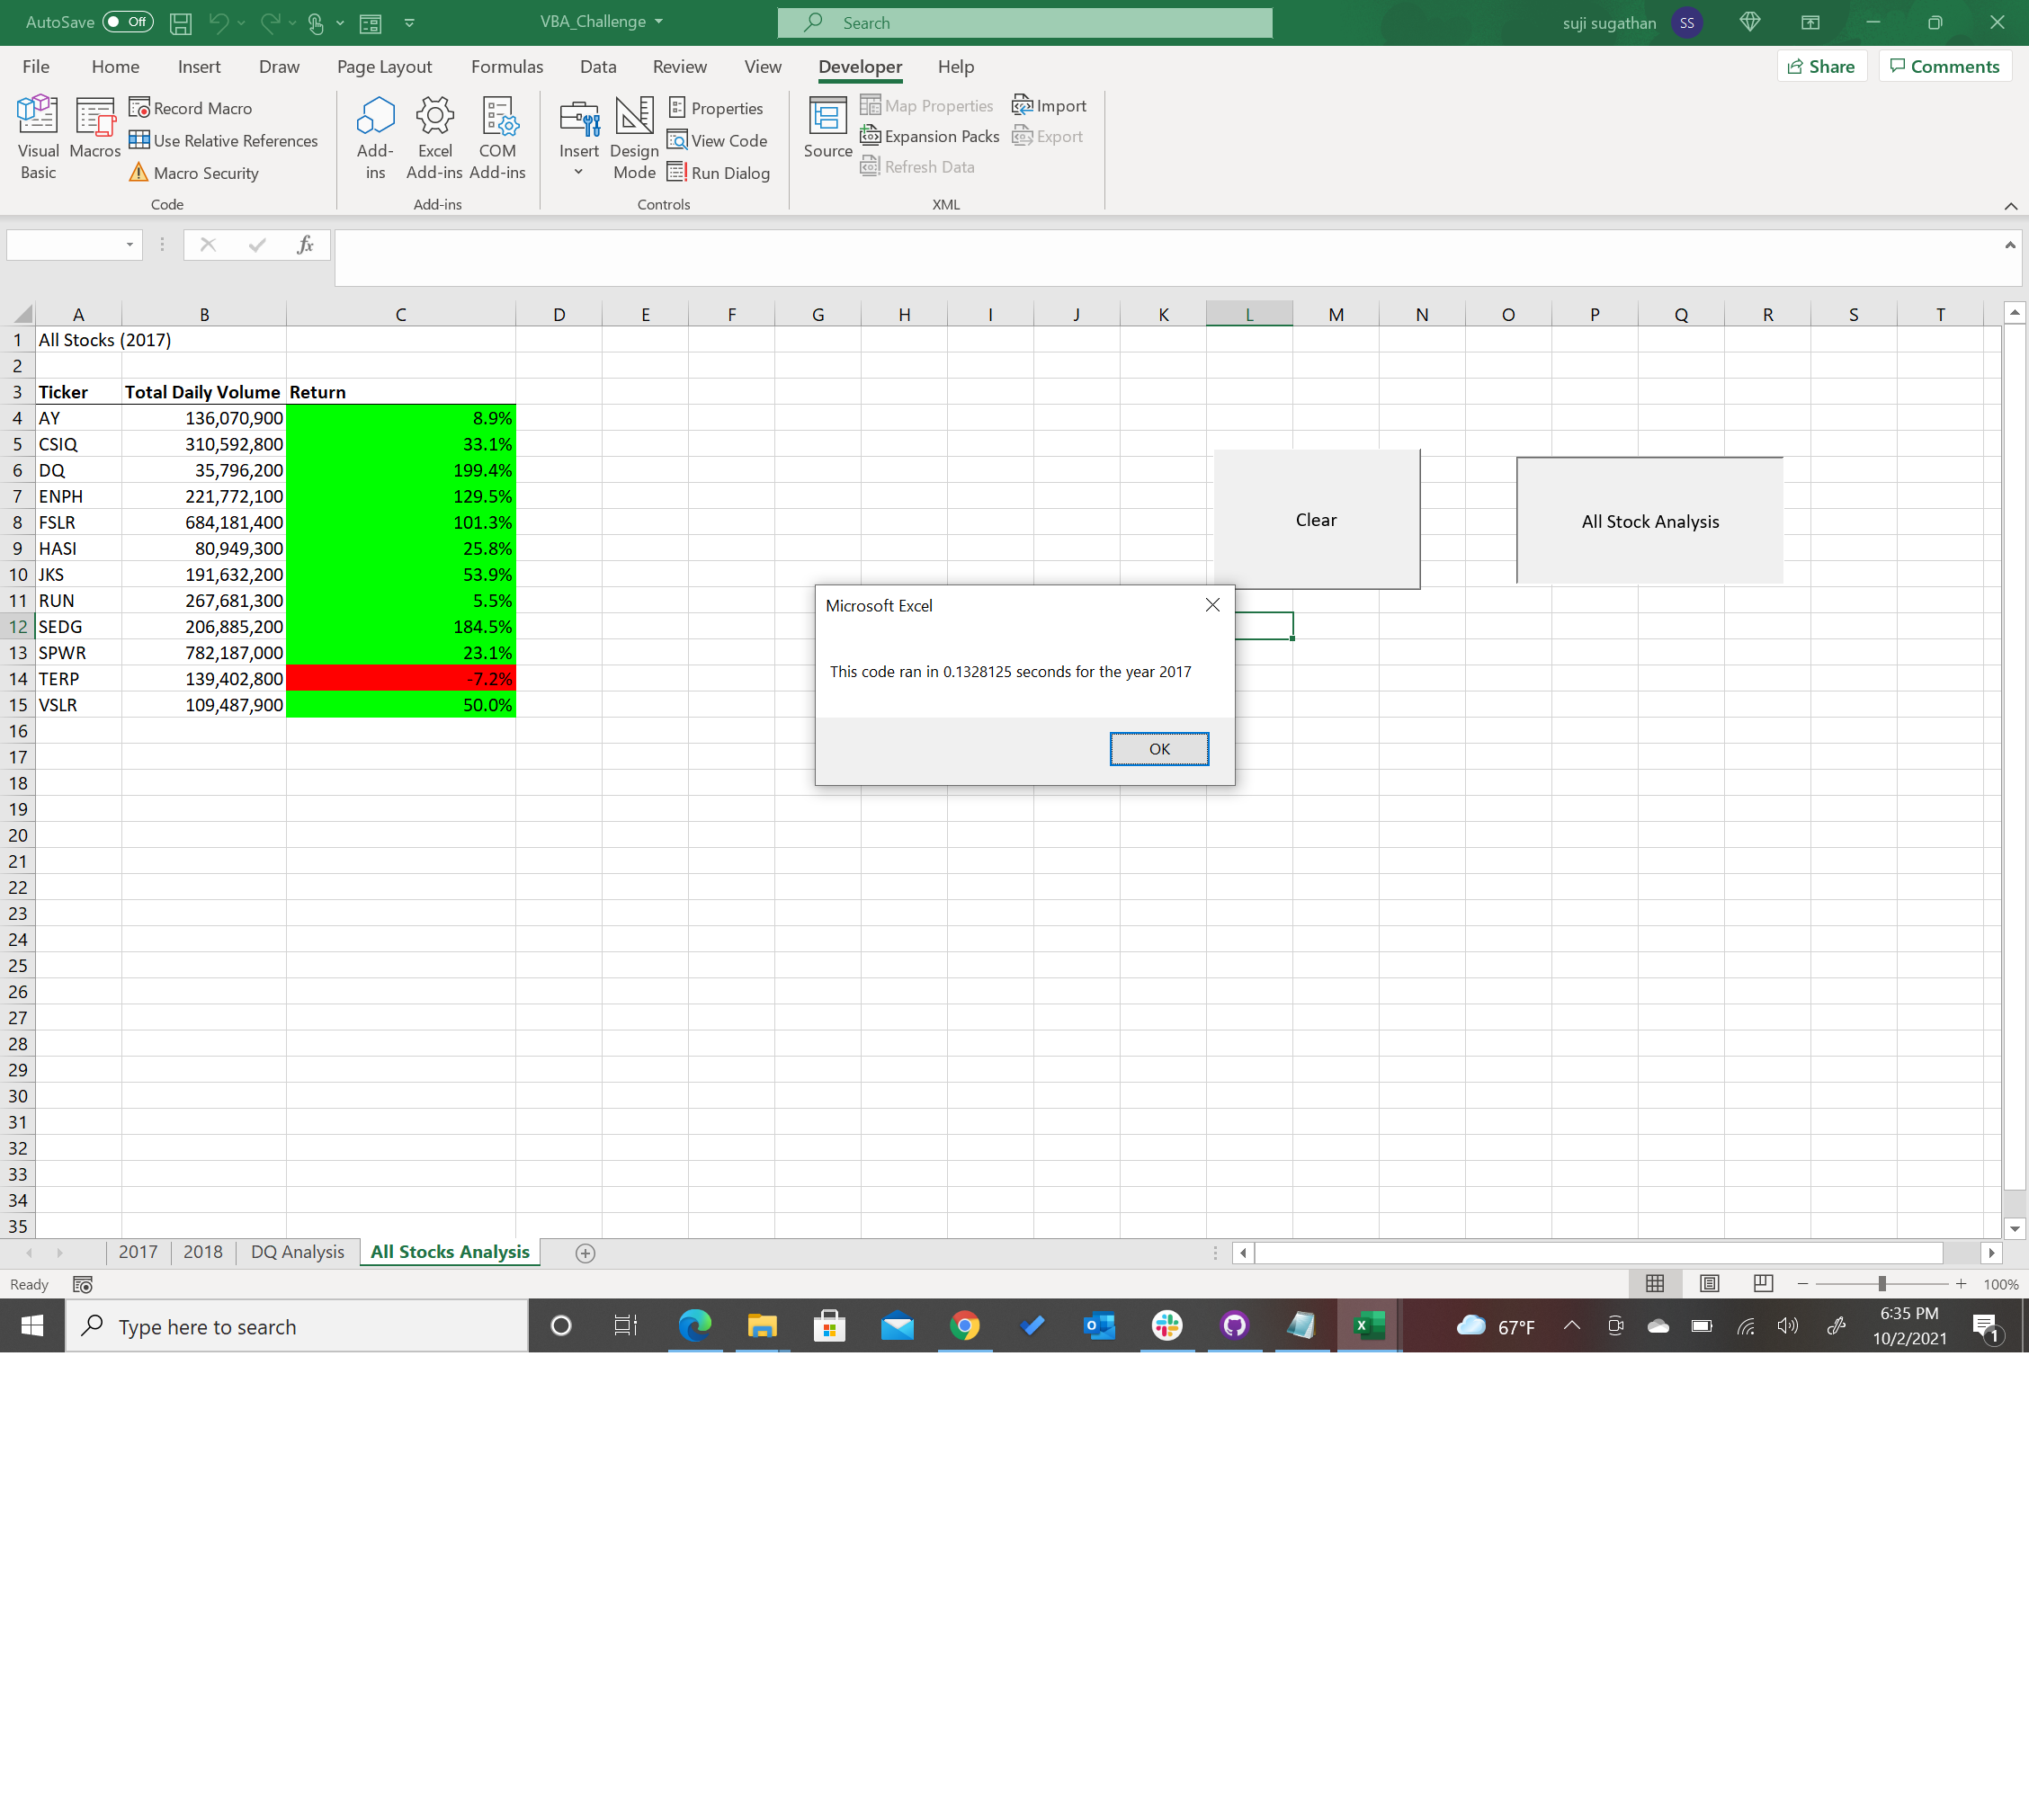 AutoSave Off VBA_Challenge Search suji sugathan SS
File Home Insert Draw Page Layout Formulas Data Review View Developer Help Share Comments
Visual Basic
Macros
Record Macro
Use Relative References
Macro Security
Code
Add-ins
Excel Add-ins
COM Add-ins
Add-ins
Insert
Design Mode
Properties
View Code
Run Dialog
Controls
Source
Map Properties
Expansion Packs
Refresh Data
Import
Export
XML
fx
A B C D E F G H I J K L M N O P Q R S T
1 All Stocks (2017)
2
3 Ticker Total Daily Volume Return
4 AY 136,070,900 8.9%
5 CSIQ 310,592,800 33.1%
6 DQ 35,796,200 199.4%
7 ENPH 221,772,100 129.5%
8 FSLR 684,181,400 101.3%
9 HASI 80,949,300 25.8%
10 JKS 191,632,200 53.9%
11 RUN 267,681,300 5.5%
12 SEDG 206,885,200 184.5%
13 SPWR 782,187,000 23.1%
14 TERP 139,402,800 -7.2%
15 VSLR 109,487,900 50.0%
16
17
18
19
20
21
22
23
24
25
26
27
28
29
30
31
32
33
34
35
Clear
All Stock Analysis
Microsoft Excel
This code ran in 0.1328125 seconds for the year 2017
OK
2017 2018 DQ Analysis All Stocks Analysis
Ready 100%
Type here to search 67°F 6:35 PM
10/2/2021 1